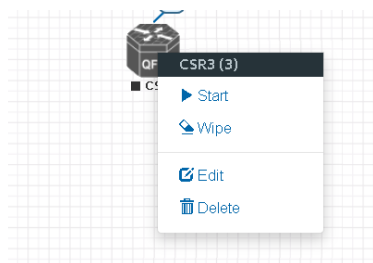 QF
CSR3 (3)
CS
Start
Wipe
Edit
Delete